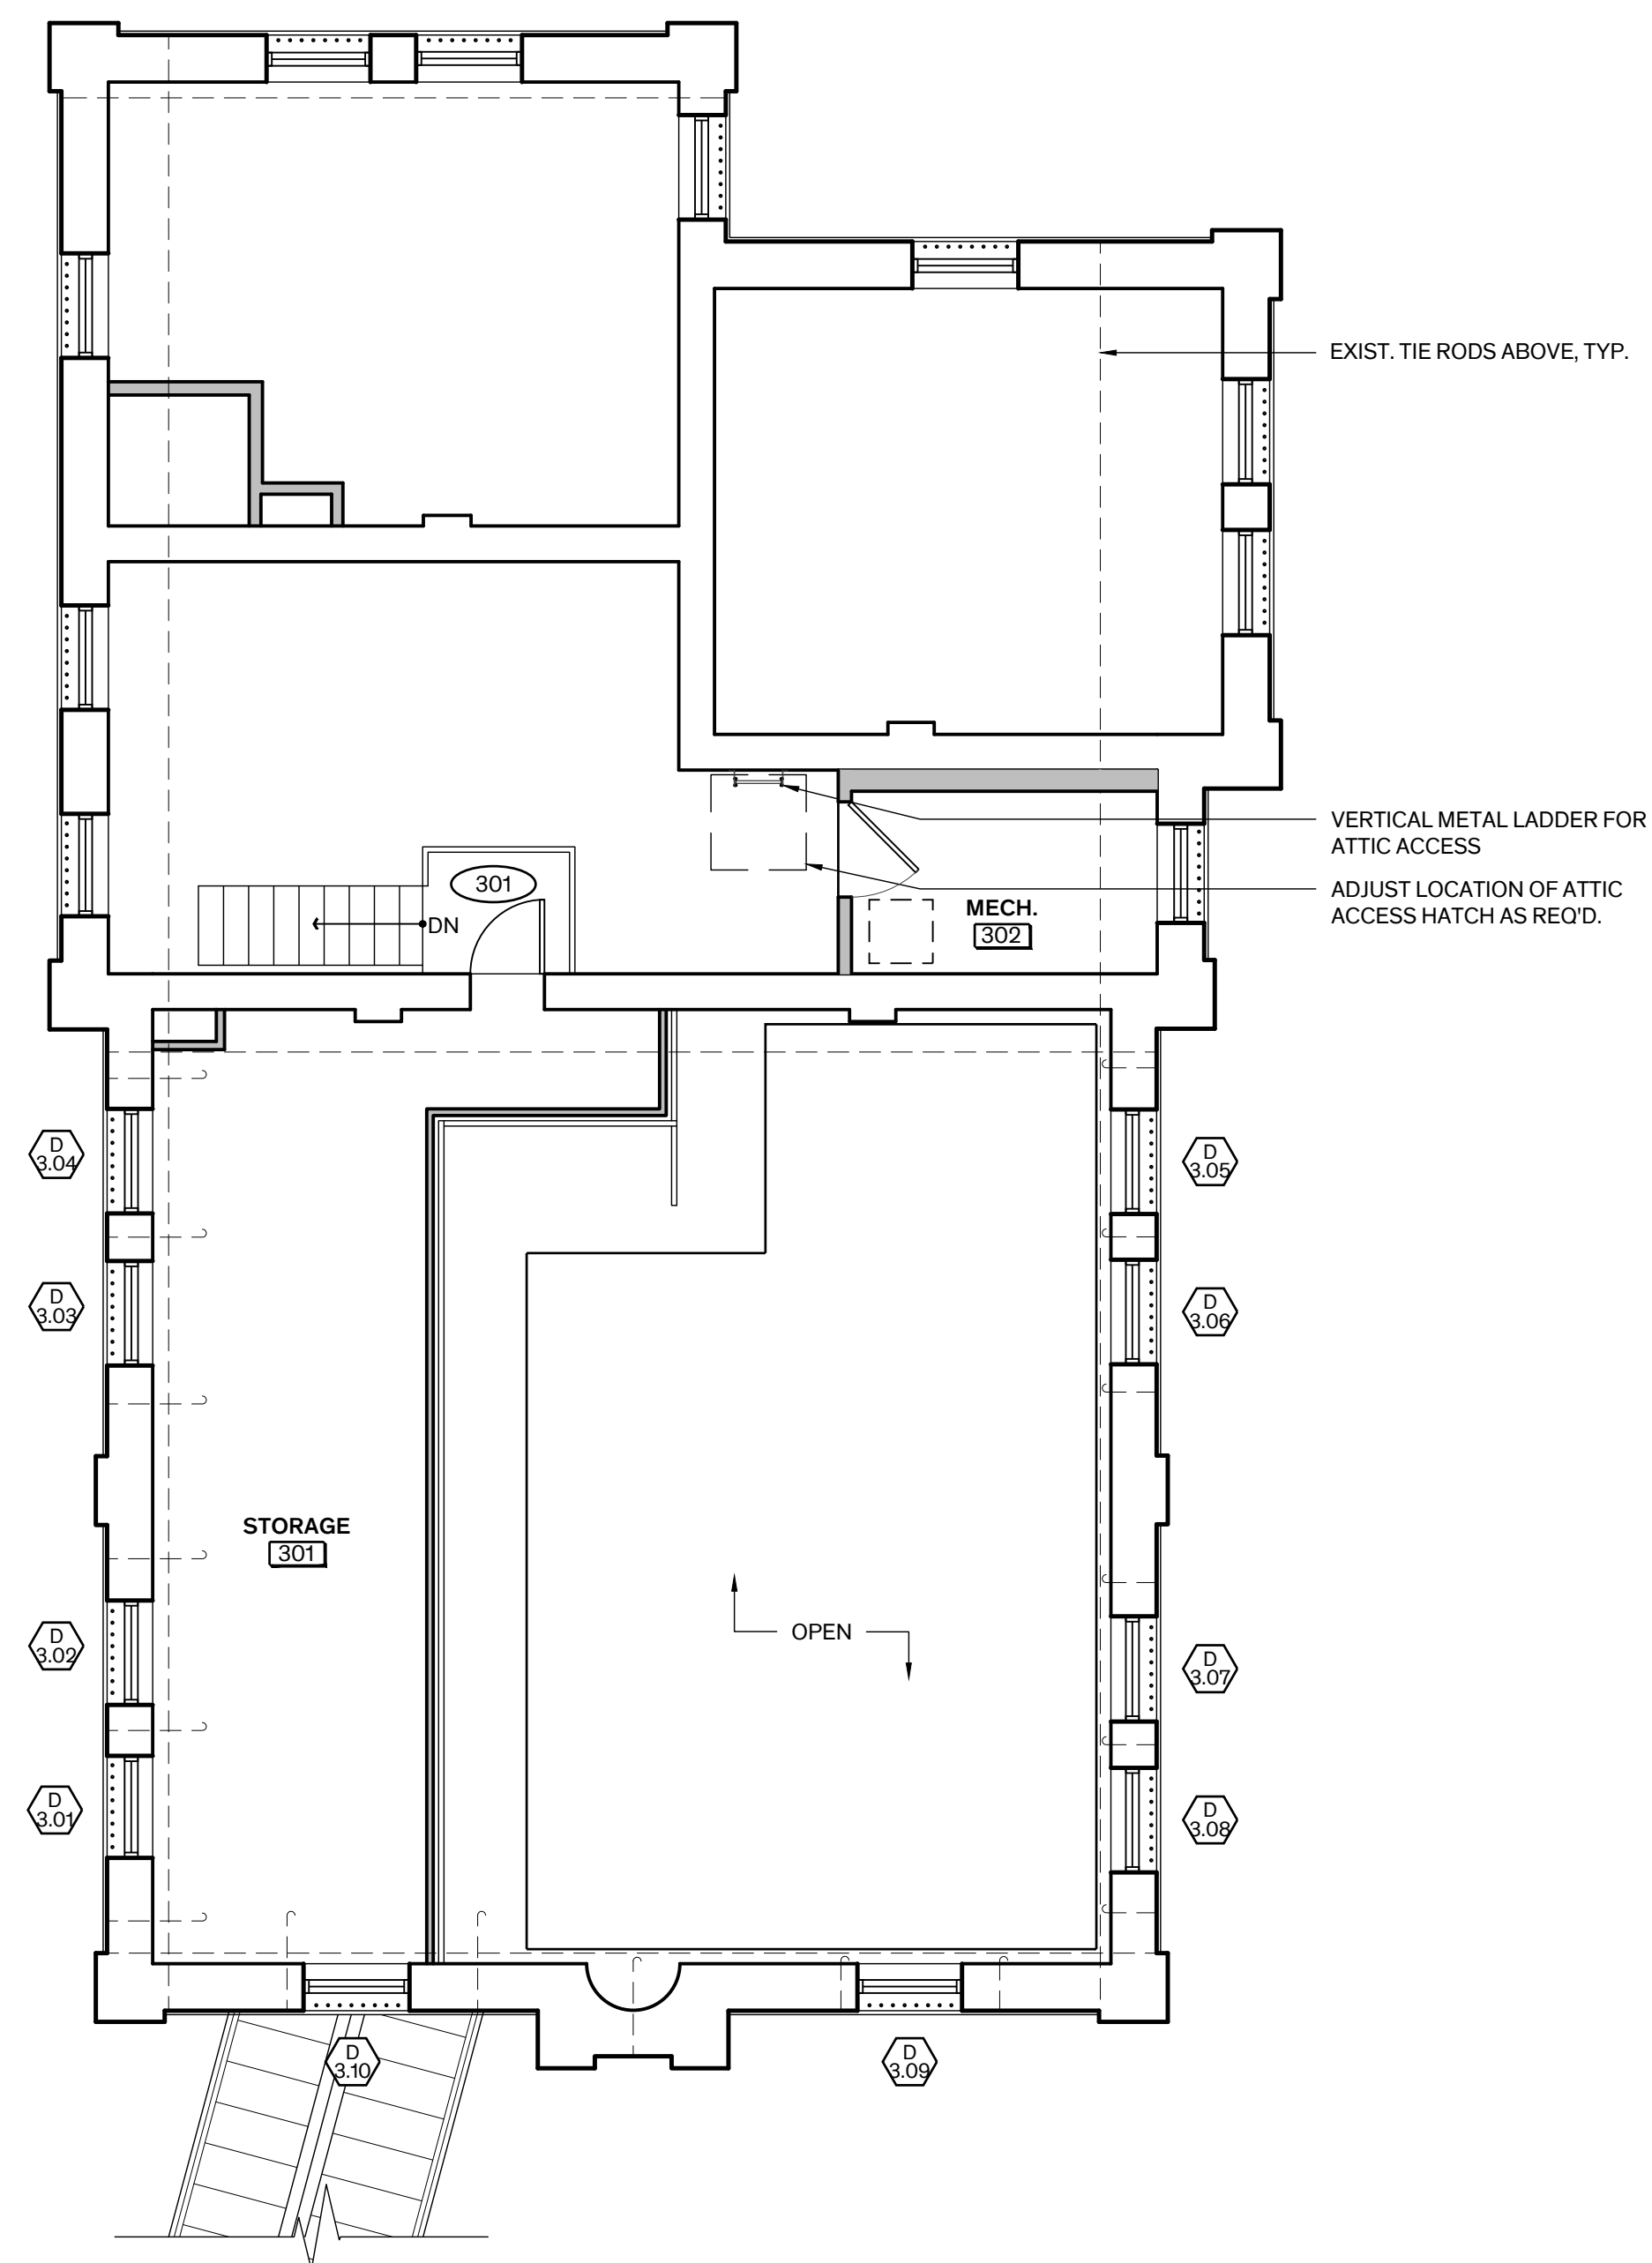 EXIST. TIE RODS ABOVE, TYP.
VERTICAL METAL LADDER FOR
ATTIC ACCESS
301
ADJUST LOCATION OF ATTIC
ACCESS HATCH AS REQ'D.
DN
MECH.
302
D
3.04
D
3.05
D
3.03
D
3.06
STORAGE
301
OPEN
D
3.02
D
3.07
D
3.01
D
3.08
D
3.10
D
3.09